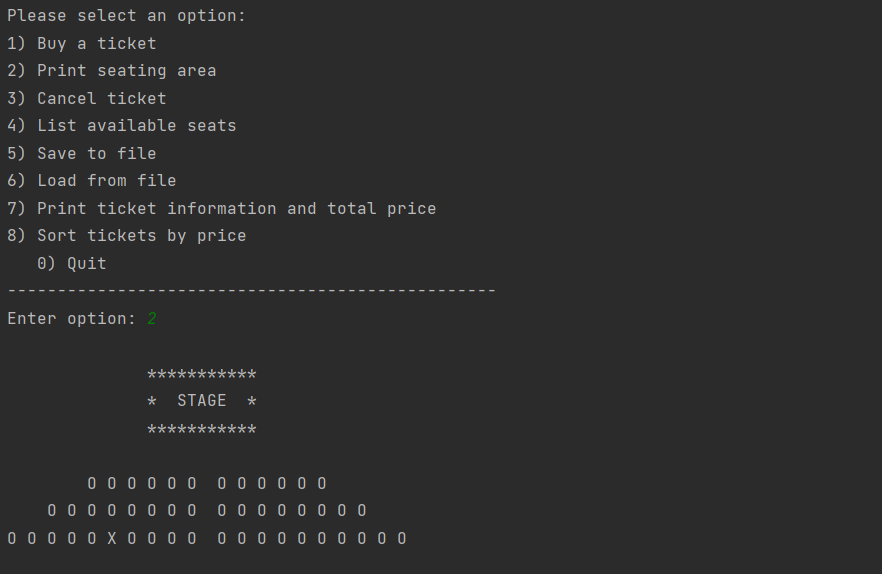 Please select an option:
1) Buy a ticket
2) Print seating area
3) Cancel ticket
4) List available seats
5) Save to file
6) Load from file
7) Print ticket information and total price
8) Sort tickets by price
   0) Quit
-------------------------------------------------
Enter option: 2
              ***********
              *  STAGE  *
              ***********
        O O O O O O  O O O O O O
    O O O O O O O O  O O O O O O O O
O O O O O X O O O O  O O O O O O O O O O